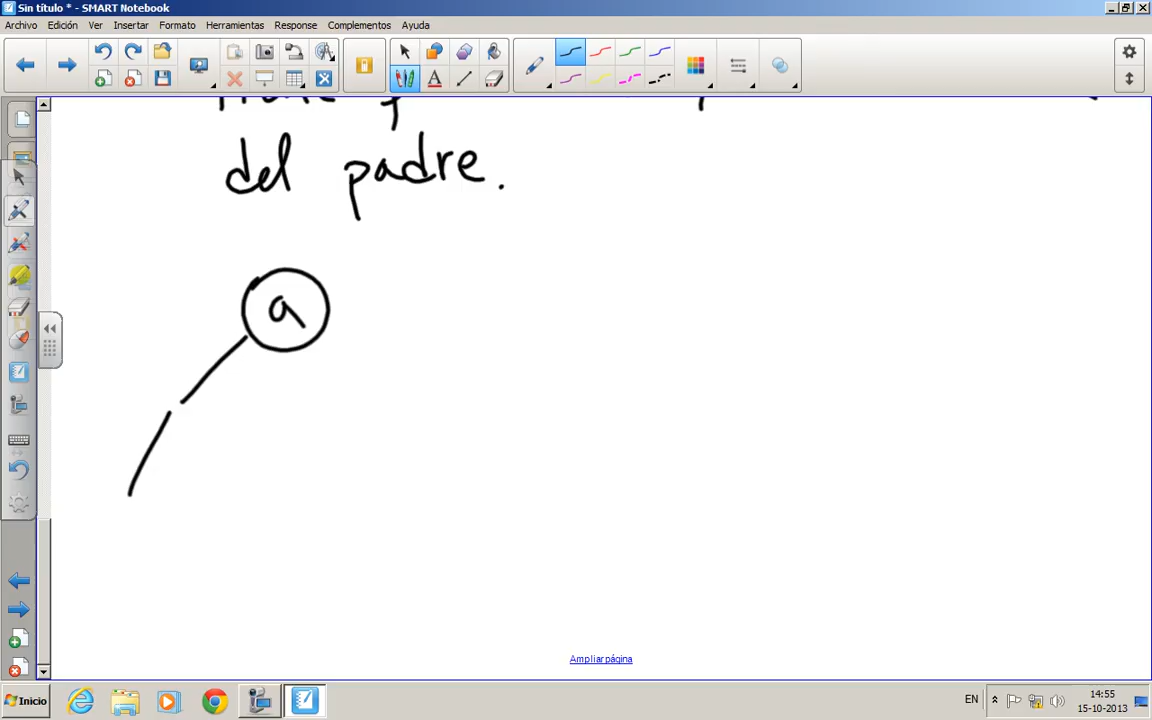 Sin título * - SMART Notebook
Archivo Edición Ver Insertar Formato Herramientas Response Complementos Ayuda
A
del padre.
a
Ampliar página
Inicio
EN
14:55
15-10-2013